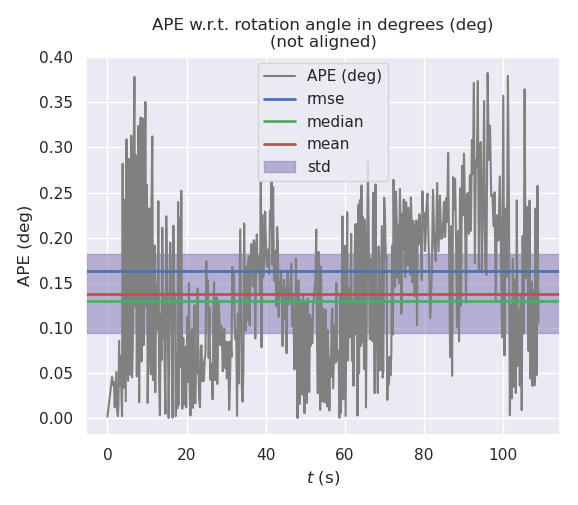 APE w.r.t. rotation angle in degrees (deg)
(not aligned)
APE (deg)
rmse
median
mean
std
0.40
0.35
0.30
0.25
0.20
0.15
0.10
0.05
0.00
APE (deg)
0 20 40 60 80 100
t (s)